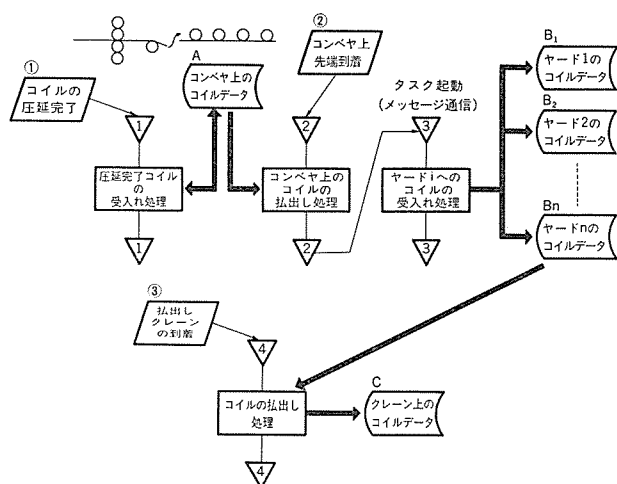 ①
コイルの
圧延完了
A
コンベヤ上の
コイルデータ
②
コンベヤ上
先端到着
タスク起動
(メッセージ通信)
B1
ヤード1の
コイルデータ
B2
ヤード2の
コイルデータ
Bn
ヤードnの
コイルデータ
1
圧延完了コイル
の
受入れ処理
1
2
コンベヤ上の
コイルの
払出し処理
2
3
ヤードiへの
コイルの
受入れ処理
3
③
払出し
クレーン
の到着
4
コイルの払出し
処理
4
C
クレーン上の
コイルデータ